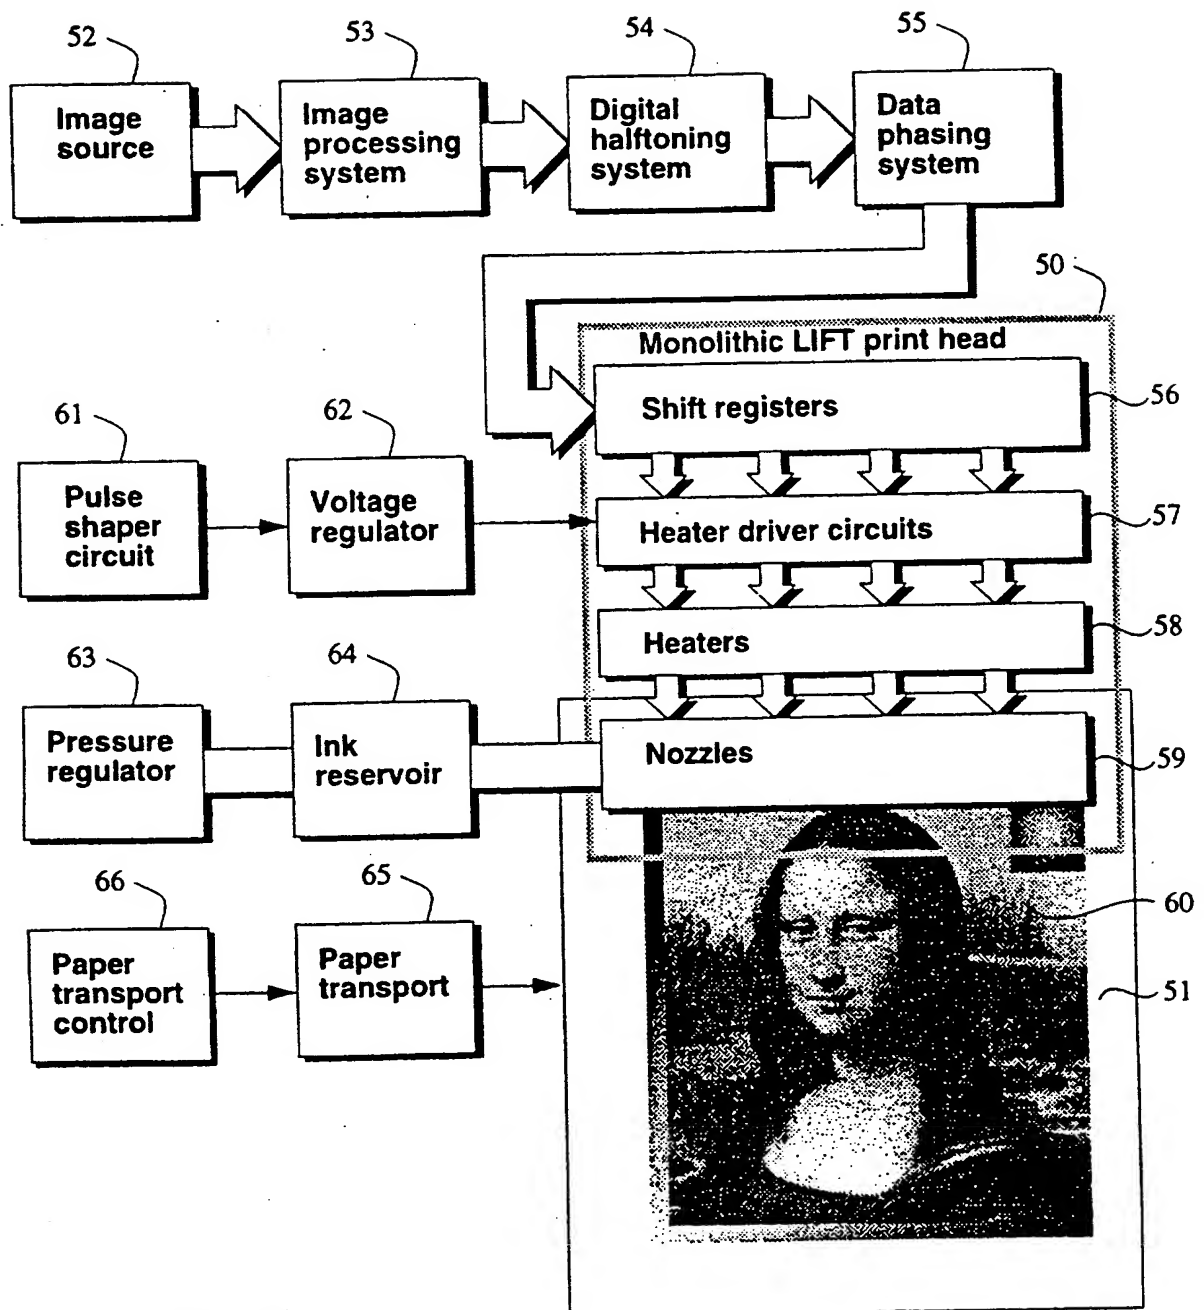 52
53
54
55
Image
source
Image
processing
system
Digital
halftoning
system
Data
phasing
system
50
Monolithic LIFT print head
Shift registers
56
61
62
Pulse
shaper
circuit
Voltage
regulator
Heater driver circuits
57
Heaters
58
63
64
Pressure
regulator
Ink
reservoir
Nozzles
59
66
65
Paper
transport
control
Paper
transport
60
51